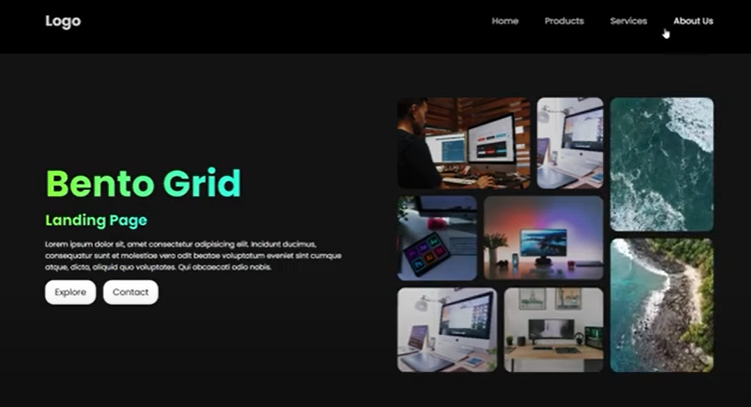 Logo
Home Products Services About Us
Bento Grid
Landing Page
Lorem ipsum dolor sit, amet consectetur adipisicing elit. Incidunt ducimus,
consequatur sunt et molestiae vero odit beatae voluptatum eveniet sint cumque
atque, dicta, aliquid quo voluptates. Qui obcaecati odio nobis.
Explore Contact